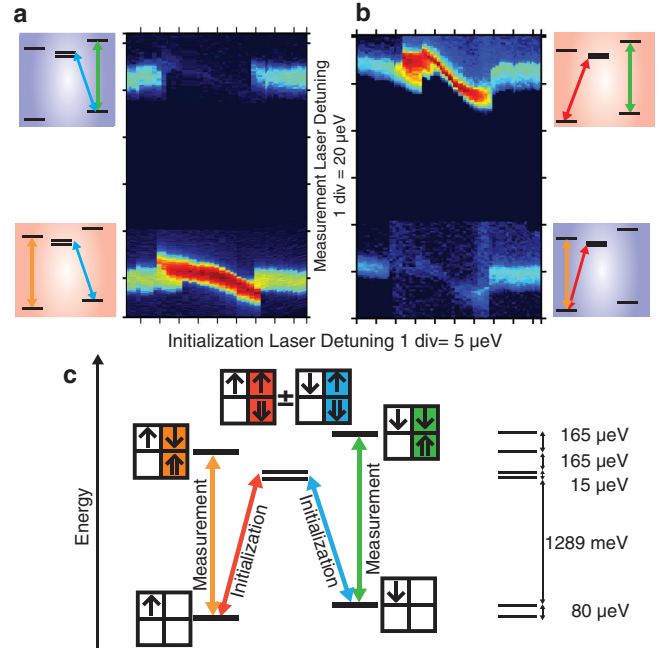 a
b
Measurement Laser Detuning
1 div = 20 µeV
Initialization Laser Detuning 1 div= 5 µeV
c
Energy
±
Measurement
Initialization
Initialization
Measurement
165 µeV
165 µeV
15 µeV
1289 meV
80 µeV